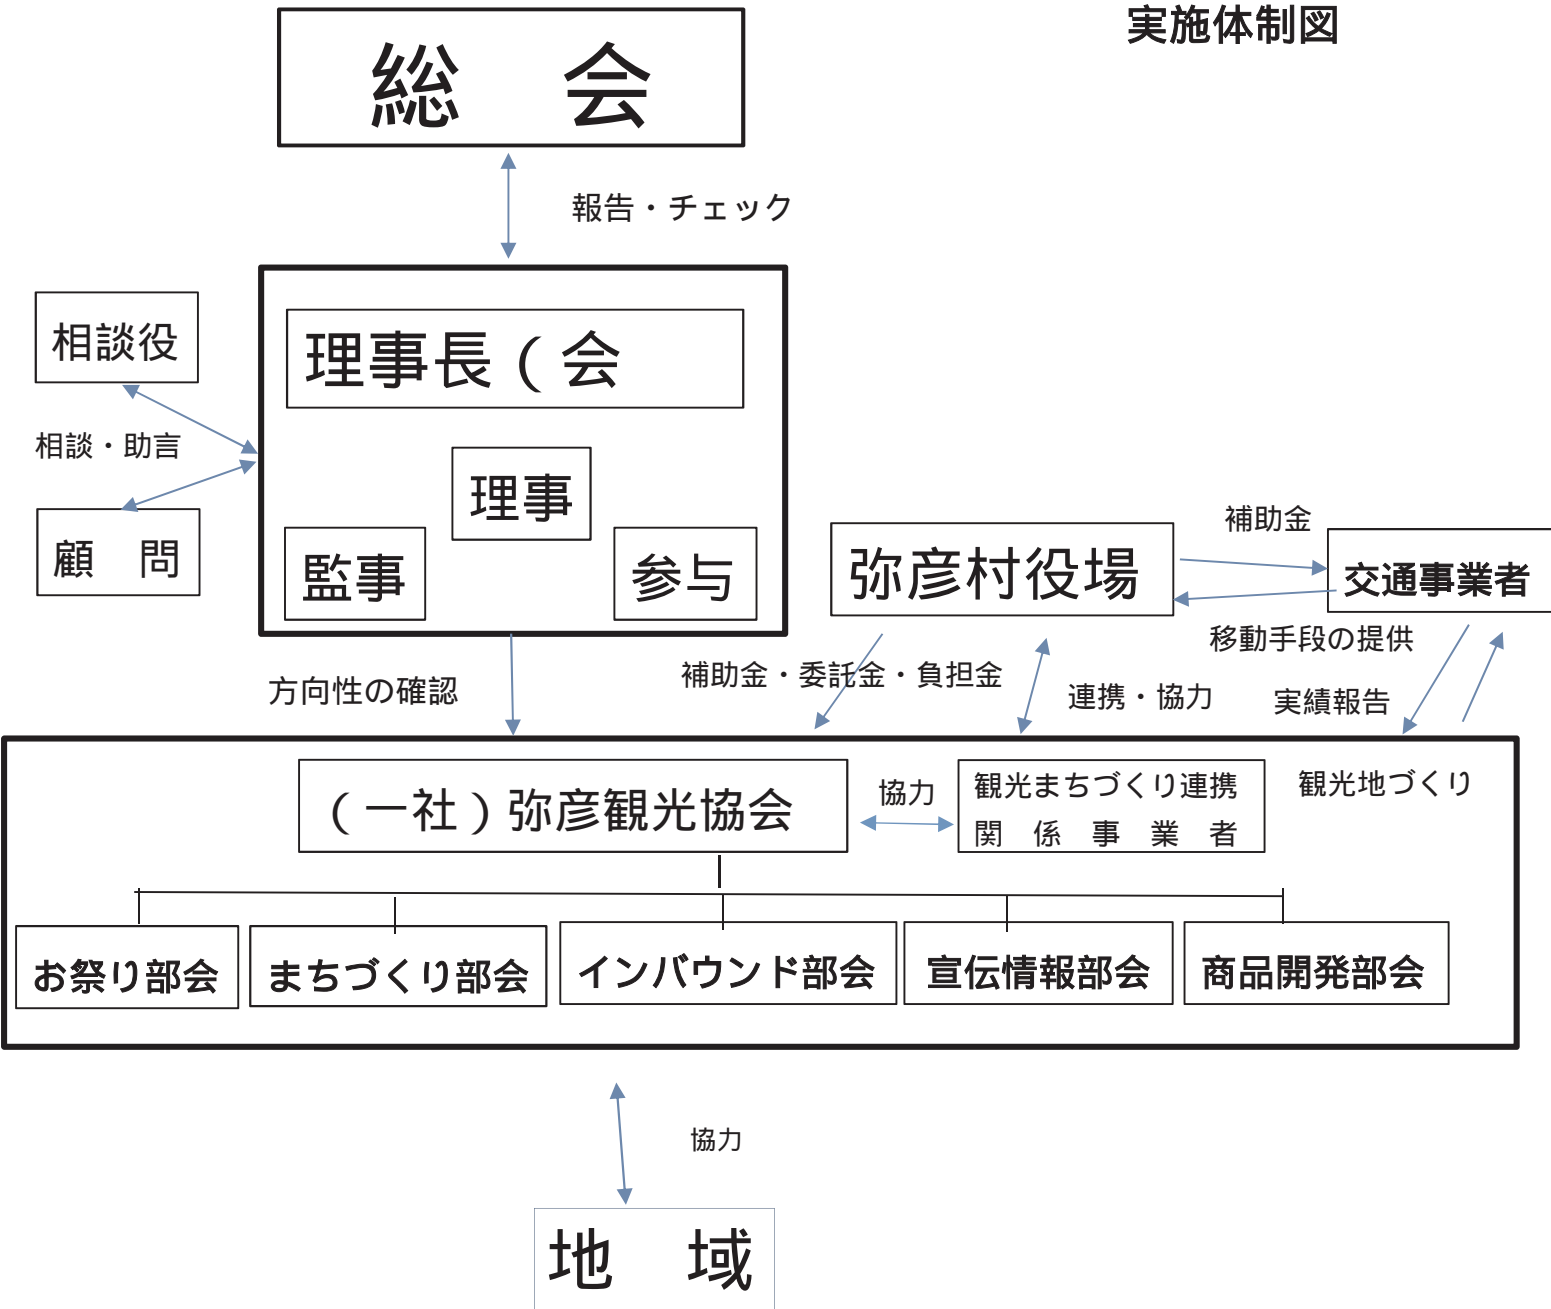 実施体制図
総　会
報告・チェック
相談役
理事長（会
相談・助言
理事
顧　問
監事
参与
補助金
弥彦村役場
交通事業者
移動手段の提供
方向性の確認
補助金・委託金・負担金
連携・協力
実績報告
（一社）弥彦観光協会
協力
観光まちづくり連携
関　係　事　業　者
観光地づくり
お祭り部会
まちづくり部会
インバウンド部会
宣伝情報部会
商品開発部会
協力
地　域